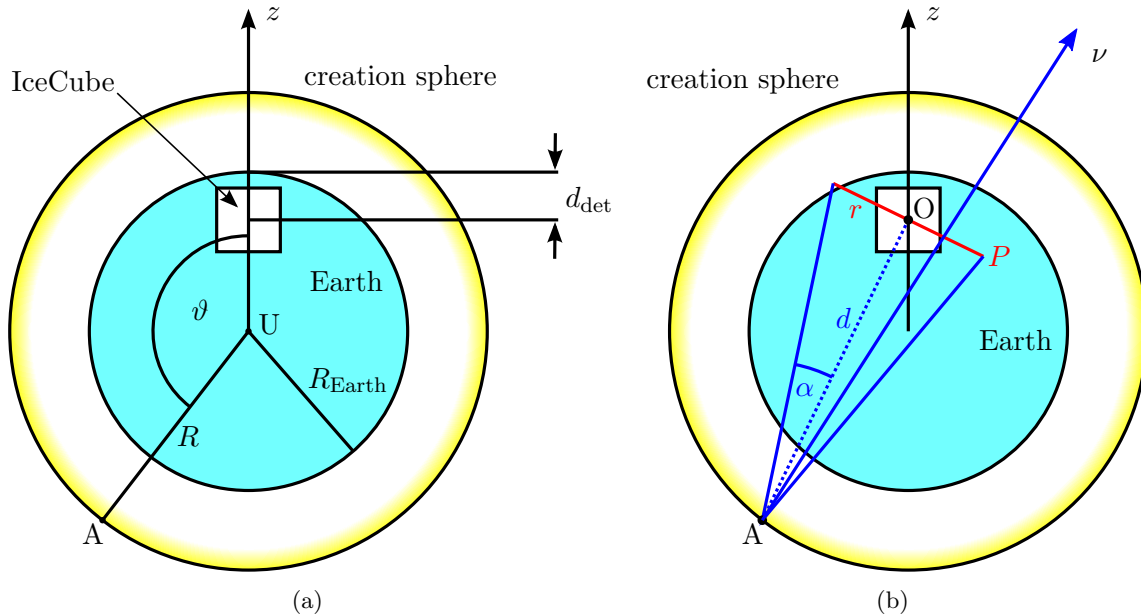 z
IceCube
creation sphere
d_det
Earth
ϑ
U
R_Earth
R
A
(a)
z
ν
creation sphere
O
r
P
d
Earth
α
A
(b)